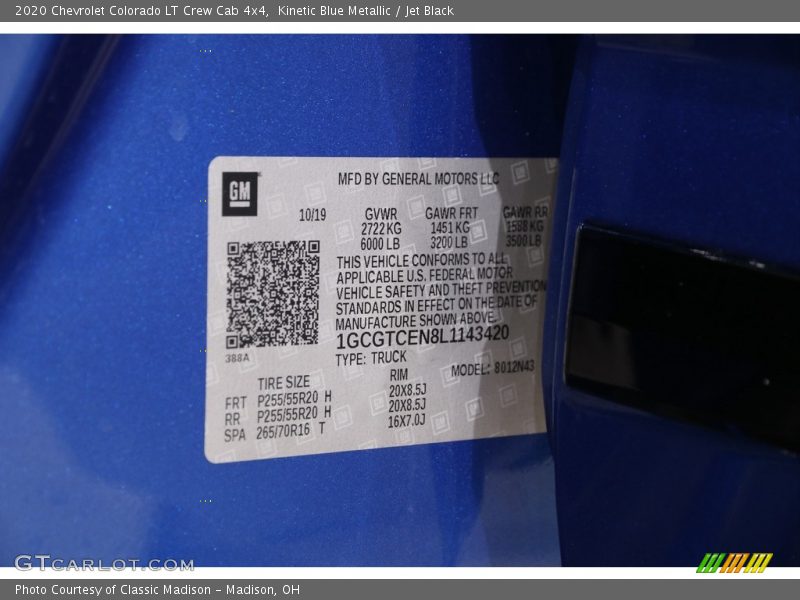 2020 Chevrolet Colorado LT Crew Cab 4x4,  Kinetic Blue Metallic / Jet Black
GM
MFD BY GENERAL MOTORS LLC
10/19 GVWR GAWR FRT GAWR RR
2722 KG 1451 KG 1588 KG
6000 LB 3200 LB 3500 LB
THIS VEHICLE CONFORMS TO ALL
APPLICABLE U.S. FEDERAL MOTOR
VEHICLE SAFETY AND THEFT PREVENTION
STANDARDS IN EFFECT ON THE DATE OF
MANUFACTURE SHOWN ABOVE.
1GCGTCEN8L1143420
388A
TYPE: TRUCK
MODEL: 8012N43
TIRE SIZE RIM
FRT P255/55R20 H 20X8.5J
RR P255/55R20 H 20X8.5J
SPA 265/70R16 T 16X7.0J
GTcarlot.com
Photo Courtesy of Classic Madison - Madison, OH